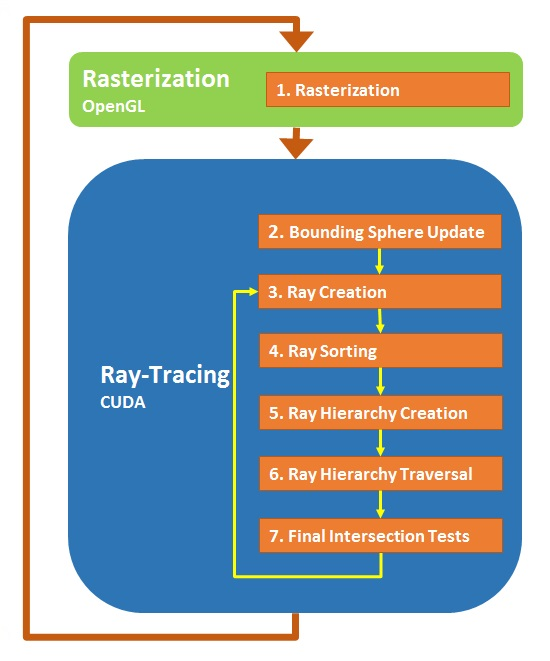 Rasterization
OpenGL
1. Rasterization
2. Bounding Sphere Update
3. Ray Creation
4. Ray Sorting
Ray-Tracing
CUDA
5. Ray Hierarchy Creation
6. Ray Hierarchy Traversal
7. Final Intersection Tests